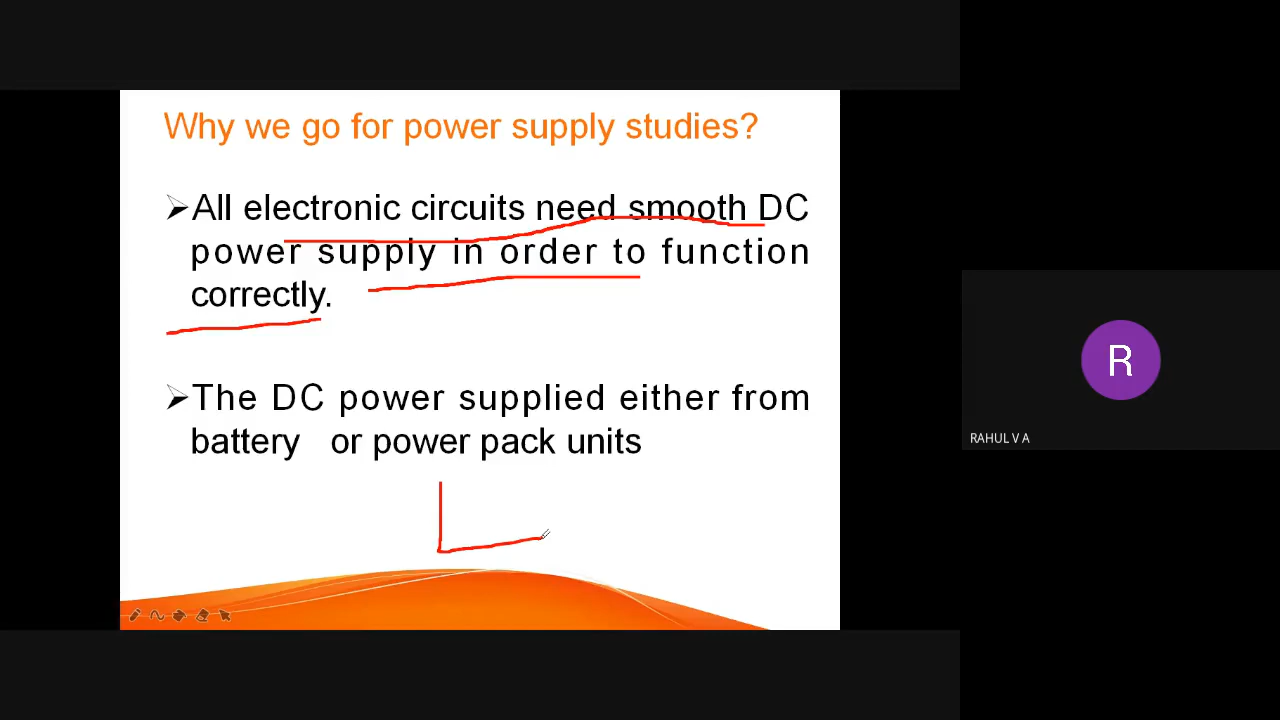 Why we go for power supply studies?
➢All electronic circuits need smooth DC
power supply in order to function
correctly.
➢The DC power supplied either from
battery or power pack units
R
RAHUL V A